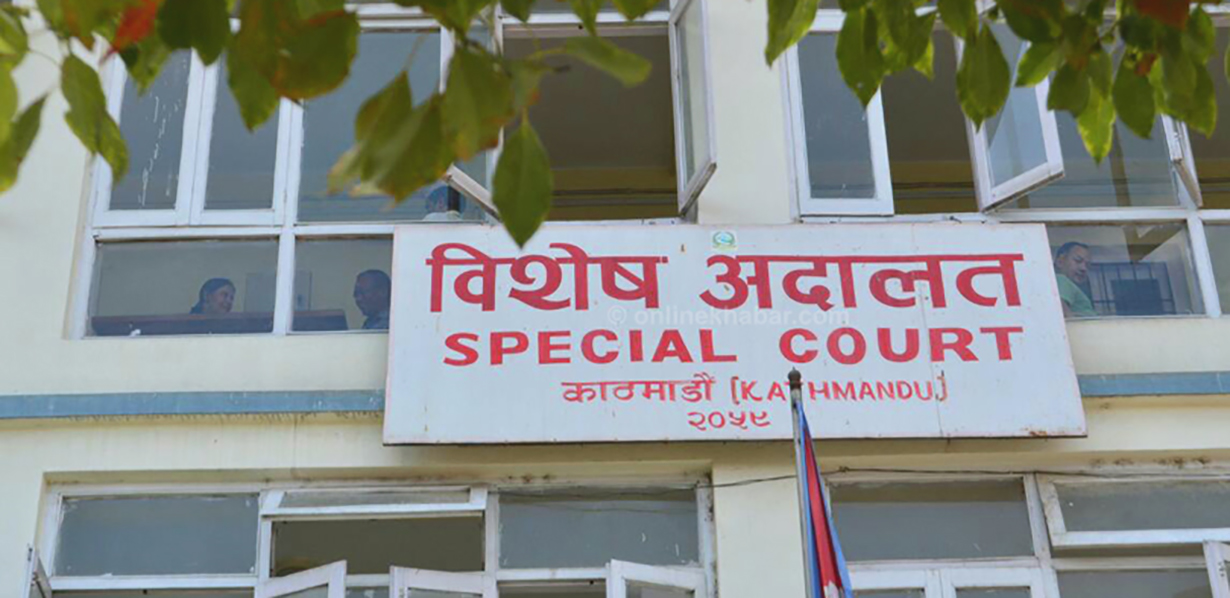 विशेष अदालत
© onlinekhabar.com
SPECIAL COURT
काठमाडौं (KATHMANDU)
२०५९